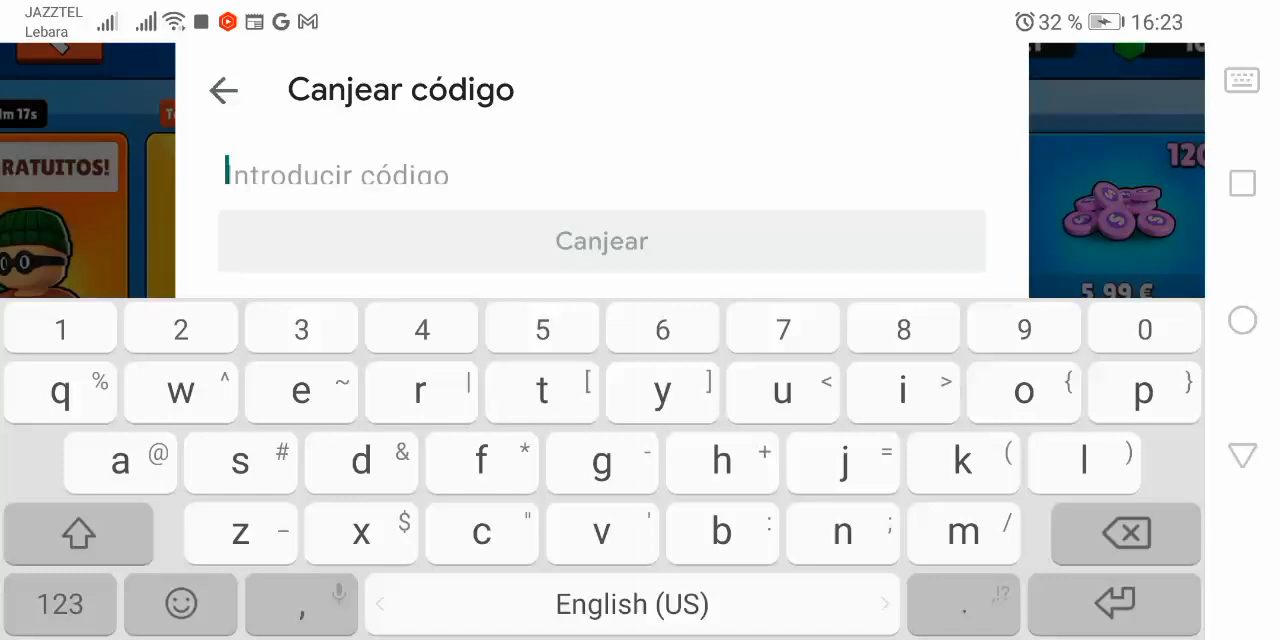 JAZZTEL
Lebara
32 %
16:23
Canjear código
m 17s
RATUITOS!
Introducir código
Canjear
120
5,99 €
1 2 3 4 5 6 7 8 9 0
q % w ^ e ~ r | t [ y ] u < i > o { p }
a @ s # d & f * g - h + j = k ( l )
z _ x $ c " v ' b : n ; m /
123 , English (US) . ,!?